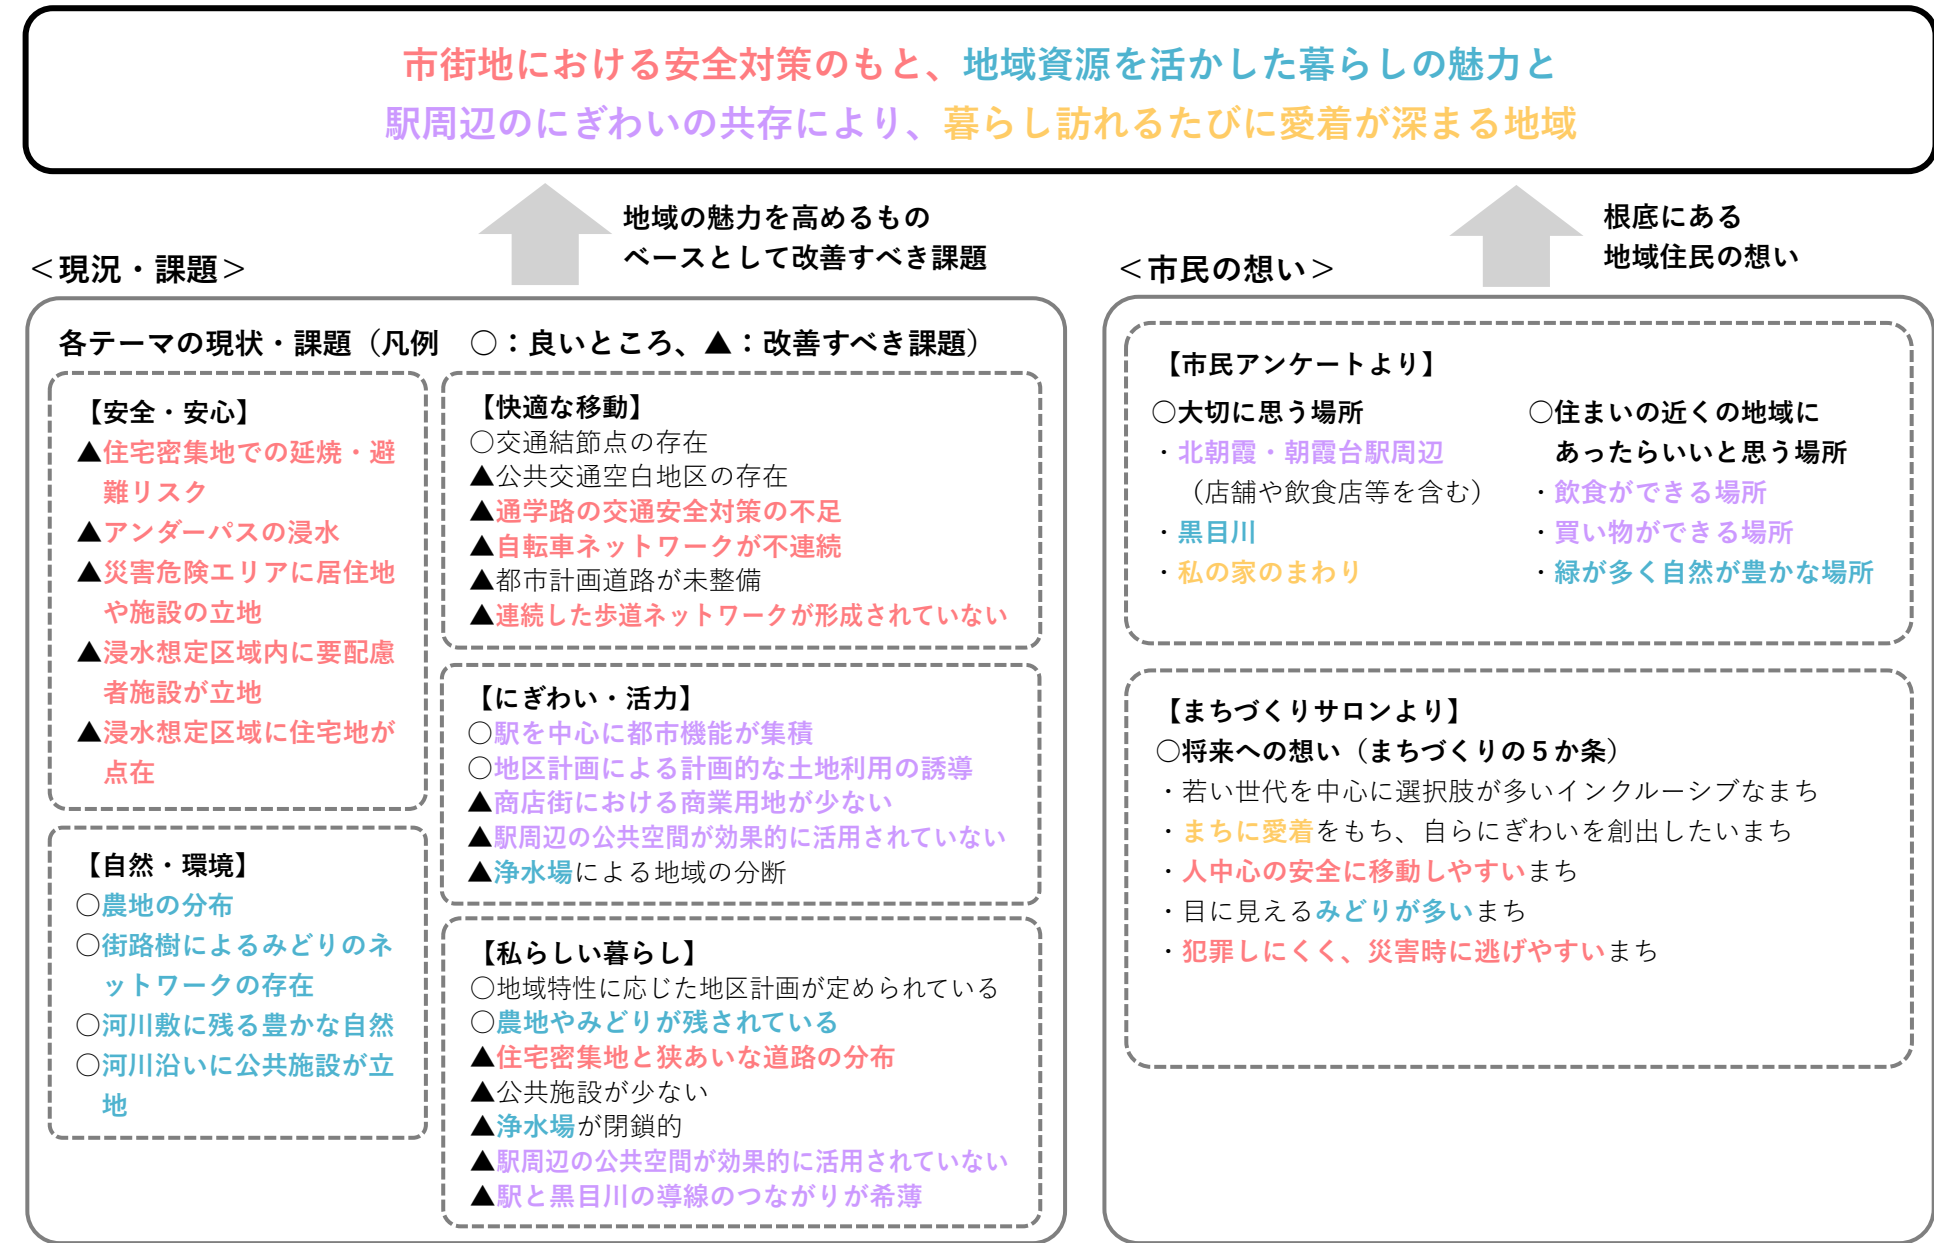 市街地における安全対策のもと、地域資源を活かした暮らしの魅力と
駅周辺のにぎわいの共存により、暮らし訪れるたびに愛着が深まる地域
地域の魅力を高めるもの
ベースとして改善すべき課題
根底にある
地域住民の想い
＜現況・課題＞
各テーマの現状・課題（凡例　○：良いところ、▲：改善すべき課題）
【安全・安心】
▲住宅密集地での延焼・避
難リスク
▲アンダーパスの浸水
▲災害危険エリアに居住地
や施設の立地
▲浸水想定区域内に要配慮
者施設が立地
▲浸水想定区域に住宅地が
点在
【自然・環境】
○農地の分布
○街路樹によるみどりのネ
ットワークの存在
○河川敷に残る豊かな自然
○河川沿いに公共施設が立
地
【快適な移動】
○交通結節点の存在
▲公共交通空白地区の存在
▲通学路の交通安全対策の不足
▲自転車ネットワークが不連続
▲都市計画道路が未整備
▲連続した歩道ネットワークが形成されていない
【にぎわい・活力】
○駅を中心に都市機能が集積
○地区計画による計画的な土地利用の誘導
▲商店街における商業用地が少ない
▲駅周辺の公共空間が効果的に活用されていない
▲浄水場による地域の分断
【私らしい暮らし】
○地域特性に応じた地区計画が定められている
○農地やみどりが残されている
▲住宅密集地と狭あいな道路の分布
▲公共施設が少ない
▲浄水場が閉鎖的
▲駅周辺の公共空間が効果的に活用されていない
▲駅と黒目川の導線のつながりが希薄
＜市民の想い＞
【市民アンケートより】
○大切に思う場所
・北朝霞・朝霞台駅周辺
（店舗や飲食店等を含む）
・黒目川
・私の家のまわり
○住まいの近くの地域に
あったらいいと思う場所
・飲食ができる場所
・買い物ができる場所
・緑が多く自然が豊かな場所
【まちづくりサロンより】
○将来への想い（まちづくりの５か条）
・若い世代を中心に選択肢が多いインクルーシブなまち
・まちに愛着をもち、自らにぎわいを創出したいまち
・人中心の安全に移動しやすいまち
・目に見えるみどりが多いまち
・犯罪しにくく、災害時に逃げやすいまち